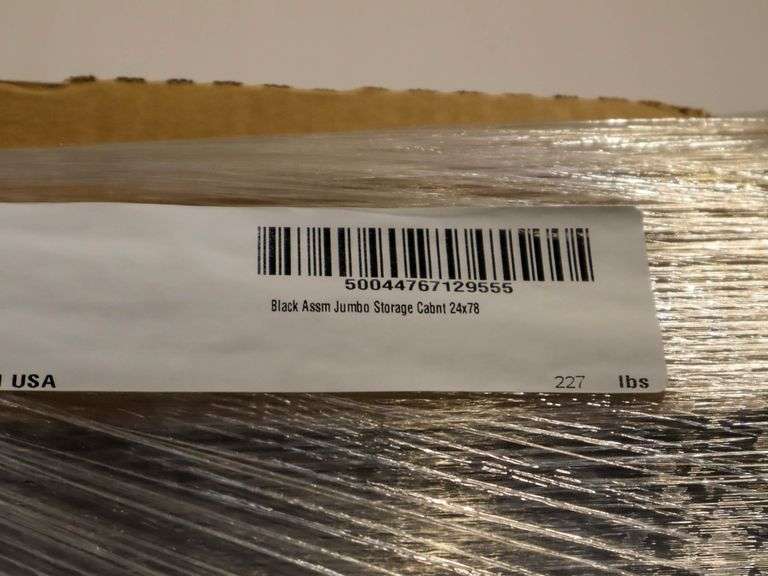 50044767129555
Black Assm Jumbo Storage Cabnt 24x78
USA
227 lbs